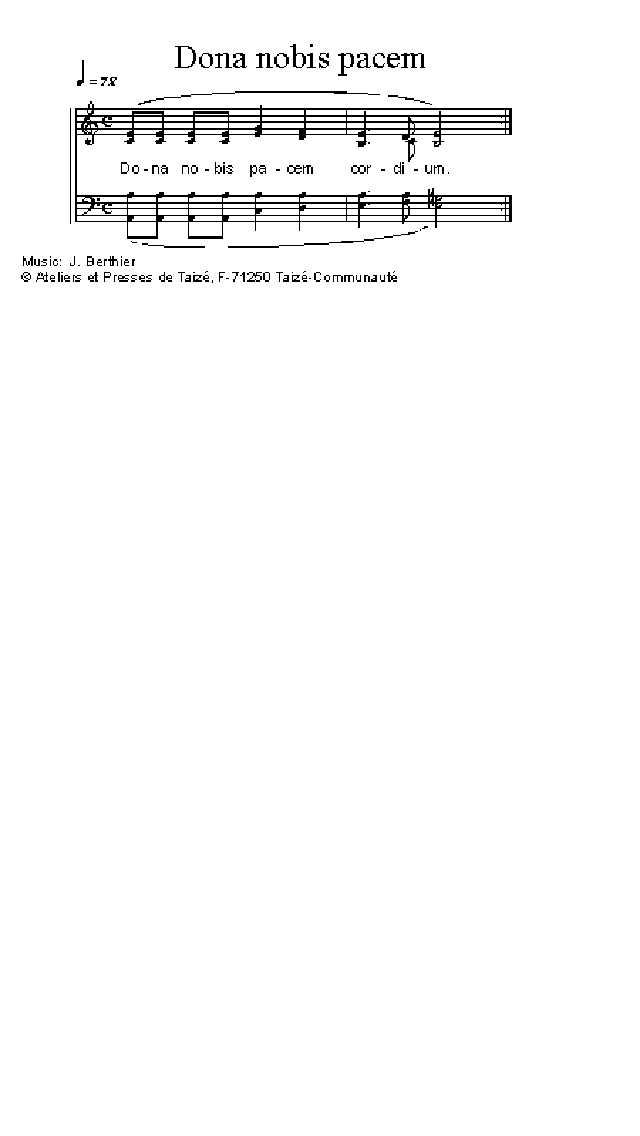 Dona nobis pacem
= 78
Do - na no - bis pa - cem cor - di - um.
Music: J. Berthier
© Ateliers et Presses de Taizé, F-71250 Taizé-Communauté